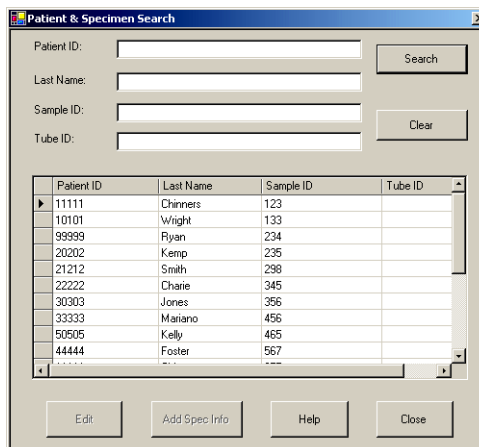 Patient & Specimen Search
Patient ID:
Search
Last Name:
Sample ID:
Clear
Tube ID:
Patient ID Last Name Sample ID Tube ID
11111 Chinners 123
10101 Wright 133
99999 Ryan 234
20202 Kemp 235
21212 Smith 298
22222 Charie 345
30303 Jones 356
33333 Mariano 456
50505 Kelly 465
44444 Foster 567
Edit Add Spec Info Help Close